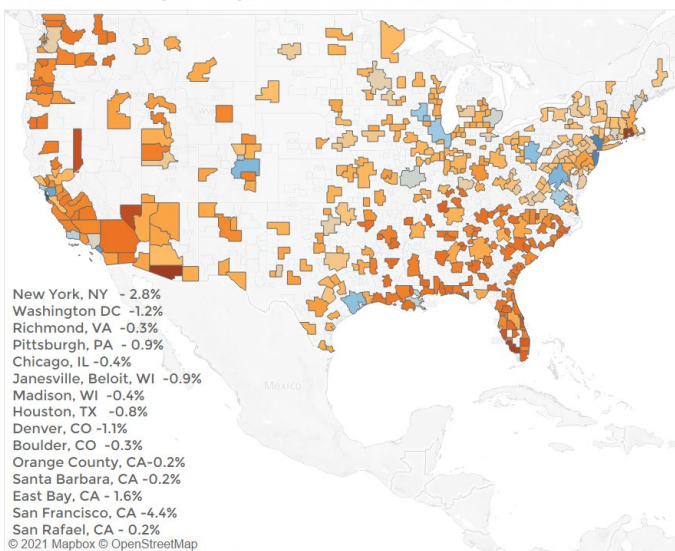 Mexico
New York, NY - 2.8%
Washington DC -1.2%
Richmond, VA -0.3%
Pittsburgh, PA - 0.9%
Chicago, IL -0.4%
Janesville, Beloit, WI -0.9%
Madison, WI -0.4%
Houston, TX -0.8%
Denver, CO -1.1%
Boulder, CO -0.3%
Orange County, CA-0.2%
Santa Barbara, CA -0.2%
East Bay, CA - 1.6%
San Francisco, CA -4.4%
San Rafael, CA - 0.2%
© 2021 Mapbox © OpenStreetMap